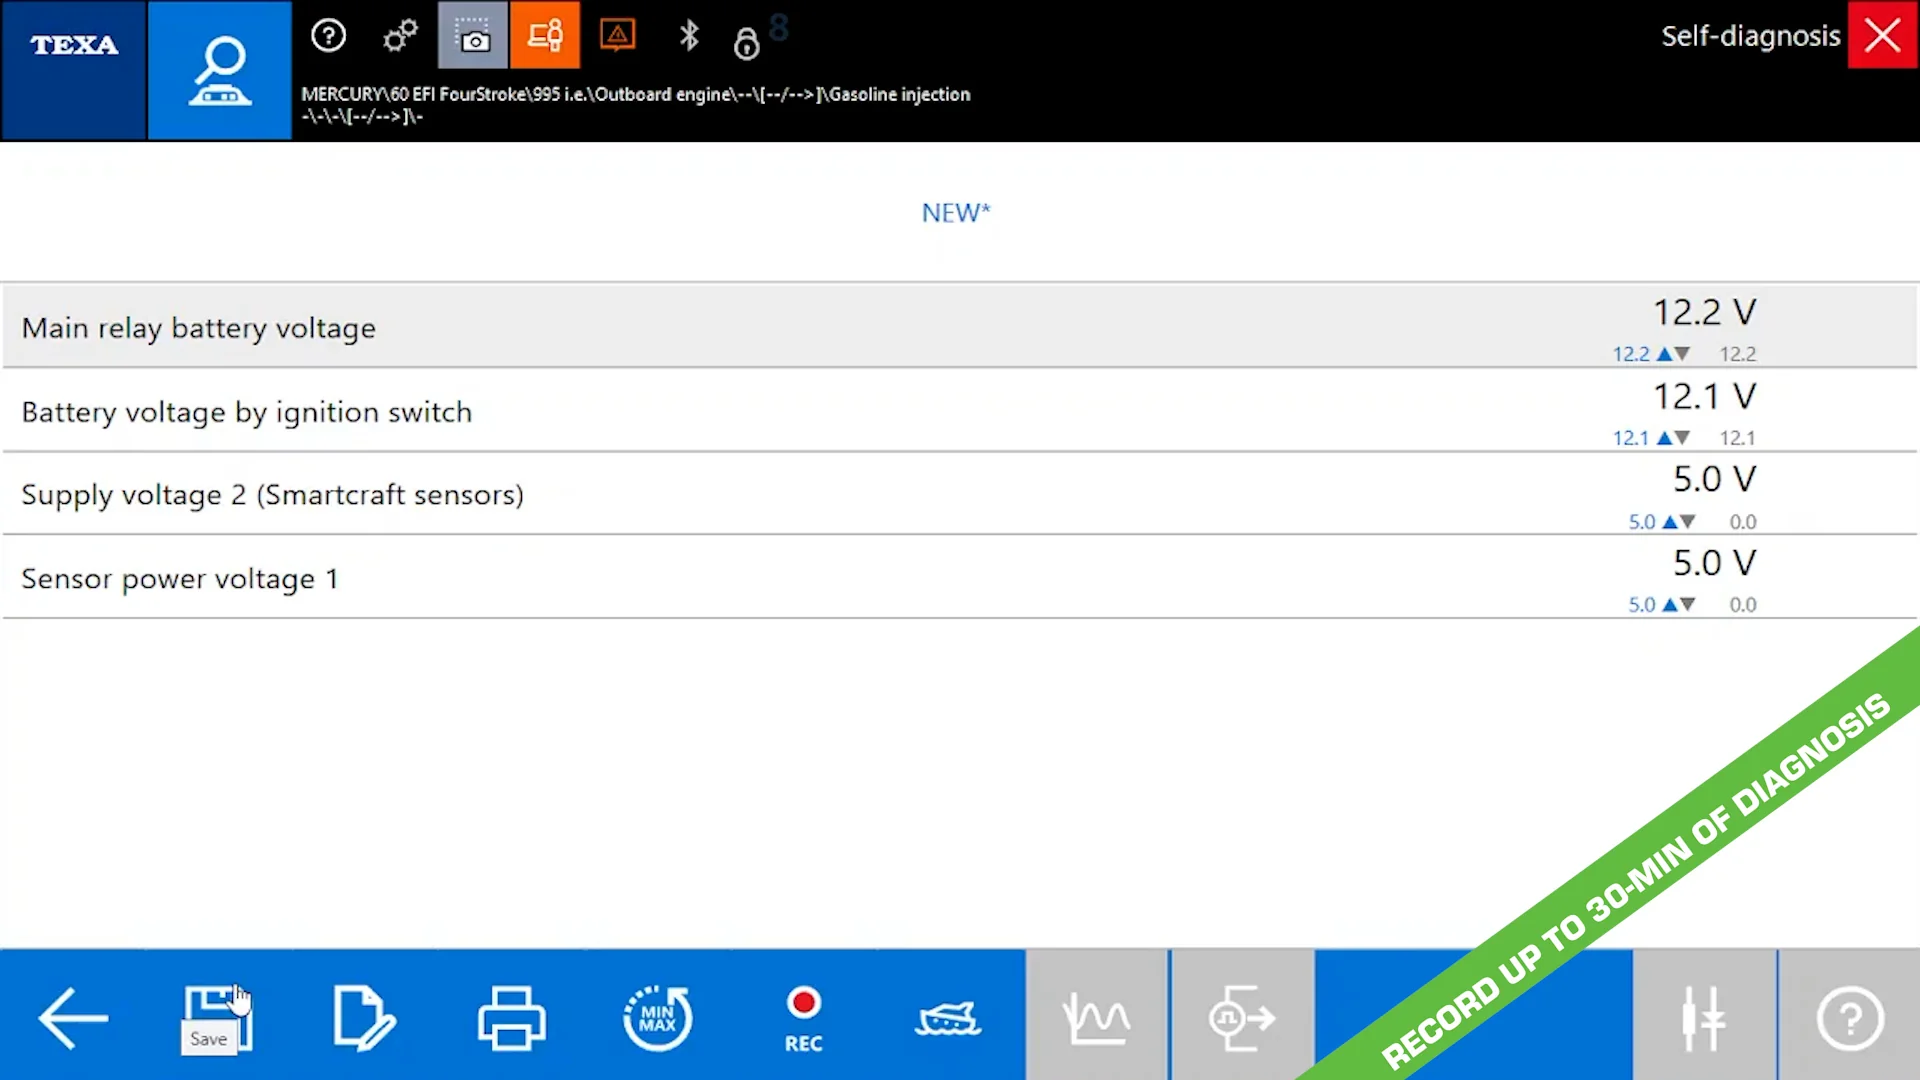 TEXA
Self-diagnosis
MERCURY\60 EFI FourStroke\995 i.e.\Outboard engine\--\[--/-->]\Gasoline injection
-\-\-\[--/-->]\-
8
NEW*
Main relay battery voltage
12.2 V
12.2 ▲▼ 12.2
Battery voltage by ignition switch
12.1 V
12.1 ▲▼ 12.1
Supply voltage 2 (Smartcraft sensors)
5.0 V
5.0 ▲▼ 0.0
Sensor power voltage 1
5.0 V
5.0 ▲▼ 0.0
RECORD UP TO 30-MIN OF DIAGNOSIS
Save
MIN
MAX
REC